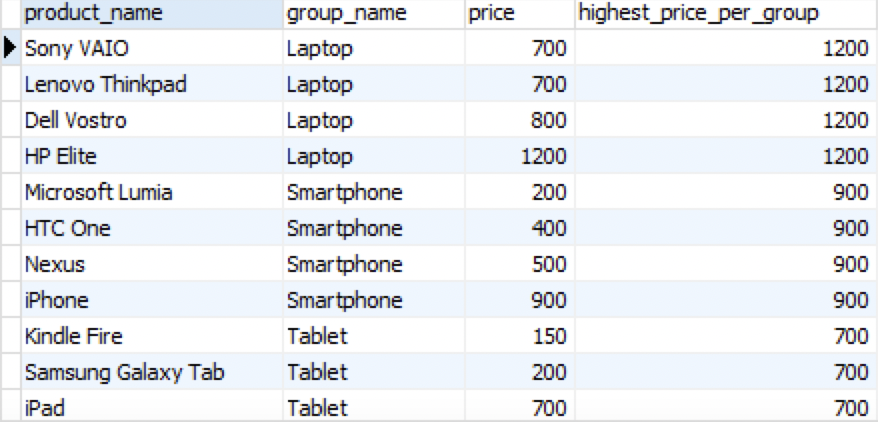 product_name group_name price highest_price_per_group
Sony VAIO Laptop 700 1200
Lenovo Thinkpad Laptop 700 1200
Dell Vostro Laptop 800 1200
HP Elite Laptop 1200 1200
Microsoft Lumia Smartphone 200 900
HTC One Smartphone 400 900
Nexus Smartphone 500 900
iPhone Smartphone 900 900
Kindle Fire Tablet 150 700
Samsung Galaxy Tab Tablet 200 700
iPad Tablet 700 700